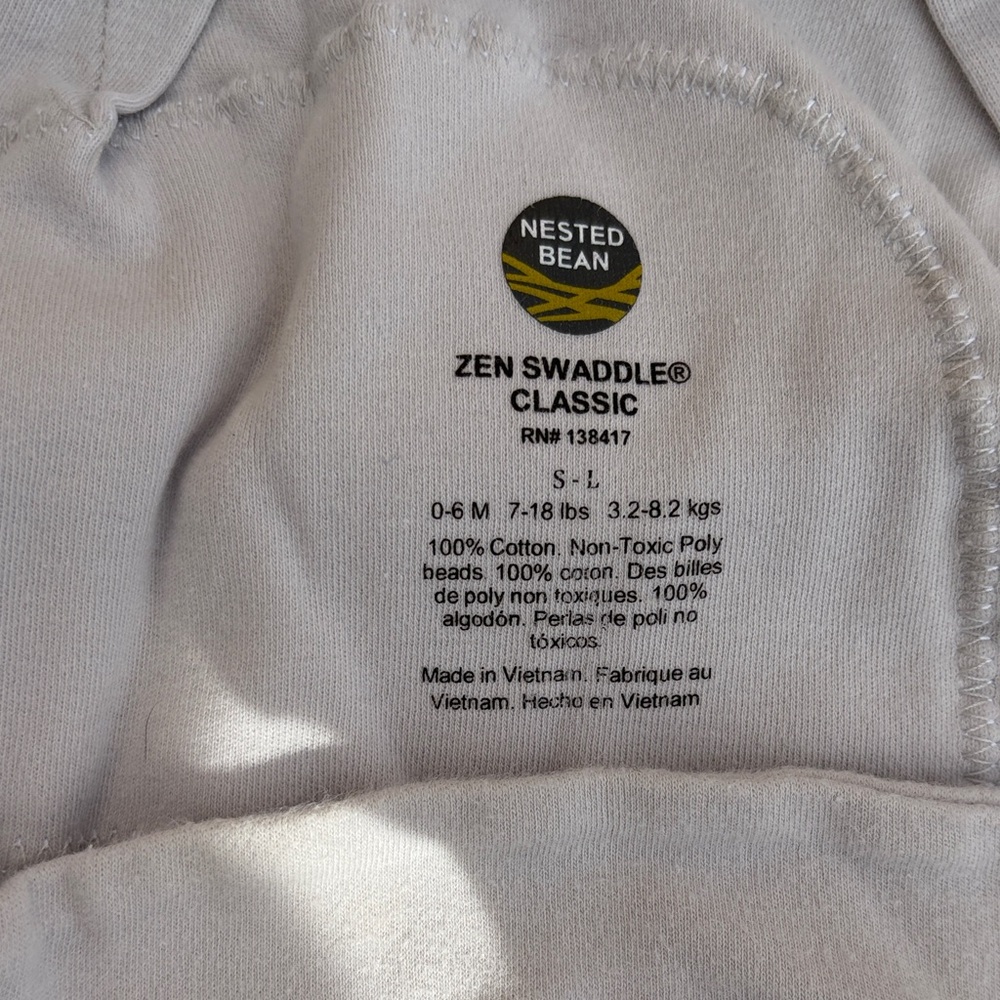 NESTED
BEAN
ZEN SWADDLE®
CLASSIC
RN# 138417
S - L
0-6 M 7-18 lbs 3.2-8.2 kgs
100% Cotton. Non-Toxic Poly
beads. 100% coton. Des billes
de poly non toxiques. 100%
algodón. Perlas de poli no
tóxicos.
Made in Vietnam. Fabrique au
Vietnam. Hecho en Vietnam